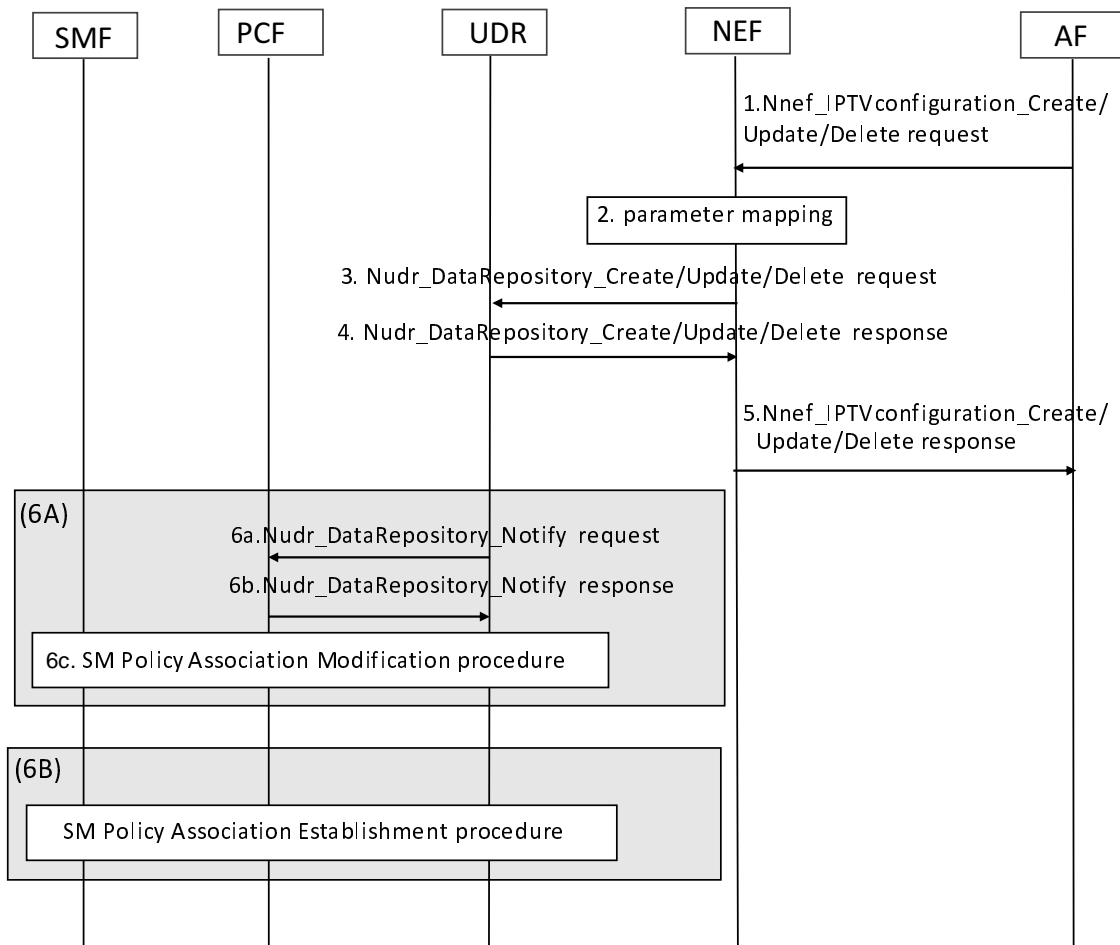 SMF
PCF
UDR
NEF
AF
1.Nnef_IPTVconfiguration_Create/
Update/Delete request
2. parameter mapping
3. Nudr_DataRepository_Create/Update/Delete request
4. Nudr_DataRepository_Create/Update/Delete response
5.Nnef_IPTVconfiguration_Create/
Update/Delete response
(6A)
6a.Nudr_DataRepository_Notify request
6b.Nudr_DataRepository_Notify response
6c. SM Policy Association Modification procedure
(6B)
SM Policy Association Establishment procedure